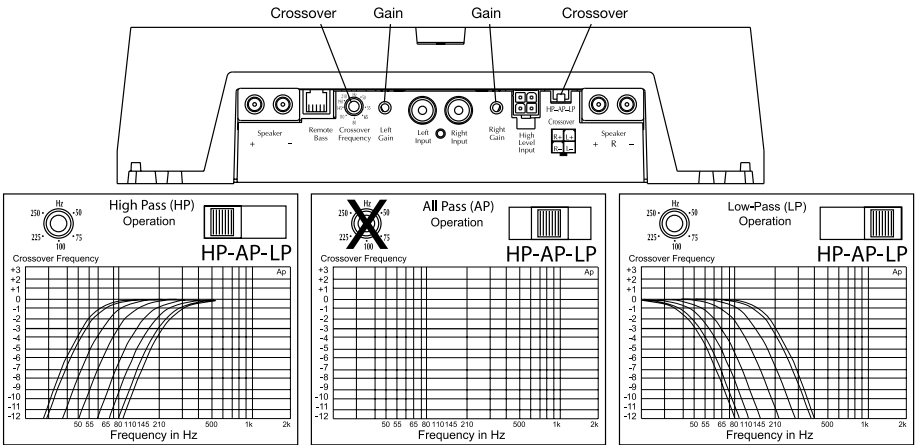 Crossover Gain Gain Crossover
Speaker
+ -
Remote
Bass
Crossover
Frequency
Left
Gain
Left
Input
Right
Input
Right
Gain
High
Level
Input
HP-AP-LP
Crossover
R+ L+
R- L-
Speaker
+ R -
High Pass (HP)
Operation
Hz
250 50
225 75
100
HP-AP-LP
Crossover Frequency
Ap
+3
+2
+1
0
-1
-2
-3
-4
-5
-6
-7
-8
-9
-10
-11
-12
50 55 65 80 110 145 210 500 1k 2k
Frequency in Hz
All Pass (AP)
Operation
Hz
250 50
225 75
100
HP-AP-LP
Crossover Frequency
Ap
+3
+2
+1
0
-1
-2
-3
-4
-5
-6
-7
-8
-9
-10
-11
-12
50 55 65 80 110 145 210 500 1k 2k
Frequency in Hz
Low-Pass (LP)
Operation
Hz
250 50
225 75
100
HP-AP-LP
Crossover Frequency
Ap
+3
+2
+1
0
-1
-2
-3
-4
-5
-6
-7
-8
-9
-10
-11
-12
50 55 65 80 110 145 210 500 1k 2k
Frequency in Hz